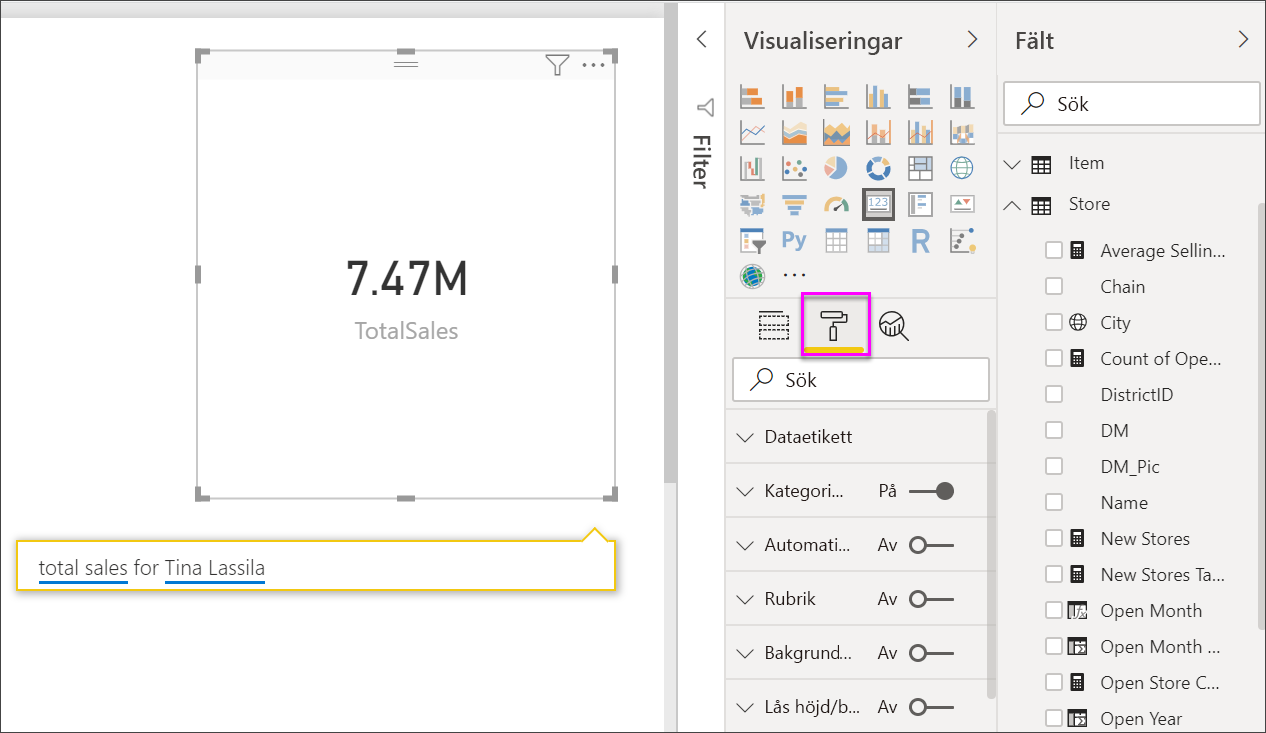 7.47M
TotalSales
total sales for Tina Lassila
Filter
Visualiseringar
123
Py
R
Sök
Dataetikett
Kategori... På
Automati... Av
Rubrik Av
Bakgrund... Av
Lås höjd/b... Av
Fält
Sök
Item
Store
Average Sellin...
Chain
City
Count of Ope...
DistrictID
DM
DM_Pic
Name
New Stores
New Stores Ta...
Open Month
Open Month ...
Open Store C...
Open Year